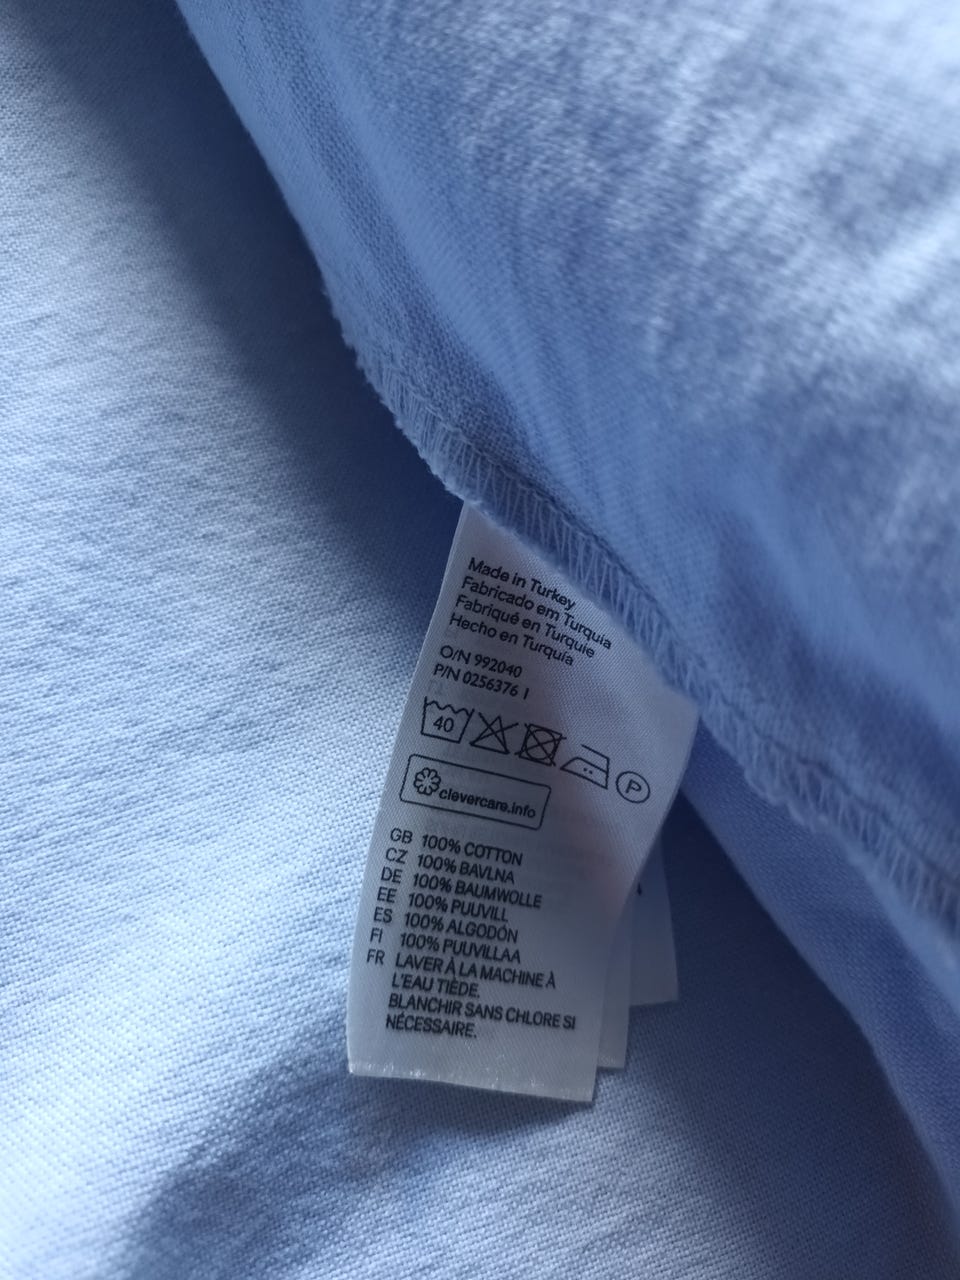 Made in Turkey
Fabricado em Turquia
Fabriqué en Turquie
Hecho en Turquía
O/N 992040
P/N 0256376 1
40
P
clevercare.info
GB 100% COTTON
CZ 100% BAVLNA
DE 100% BAUMWOLLE
EE 100% PUUVILL
ES 100% ALGODÓN
FI 100% PUUVILLAA
FR LAVER À LA MACHINE À
L'EAU TIÈDE.
BLANCHIR SANS CHLORE SI
NÉCESSAIRE.